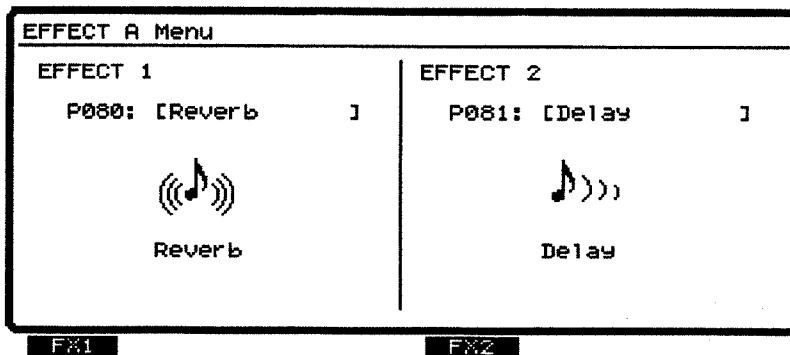 EFFECT A Menu
EFFECT 1
P080: [Reverb ]
Reverb
EFFECT 2
P081: [Delay ]
Delay
FX1
FX2